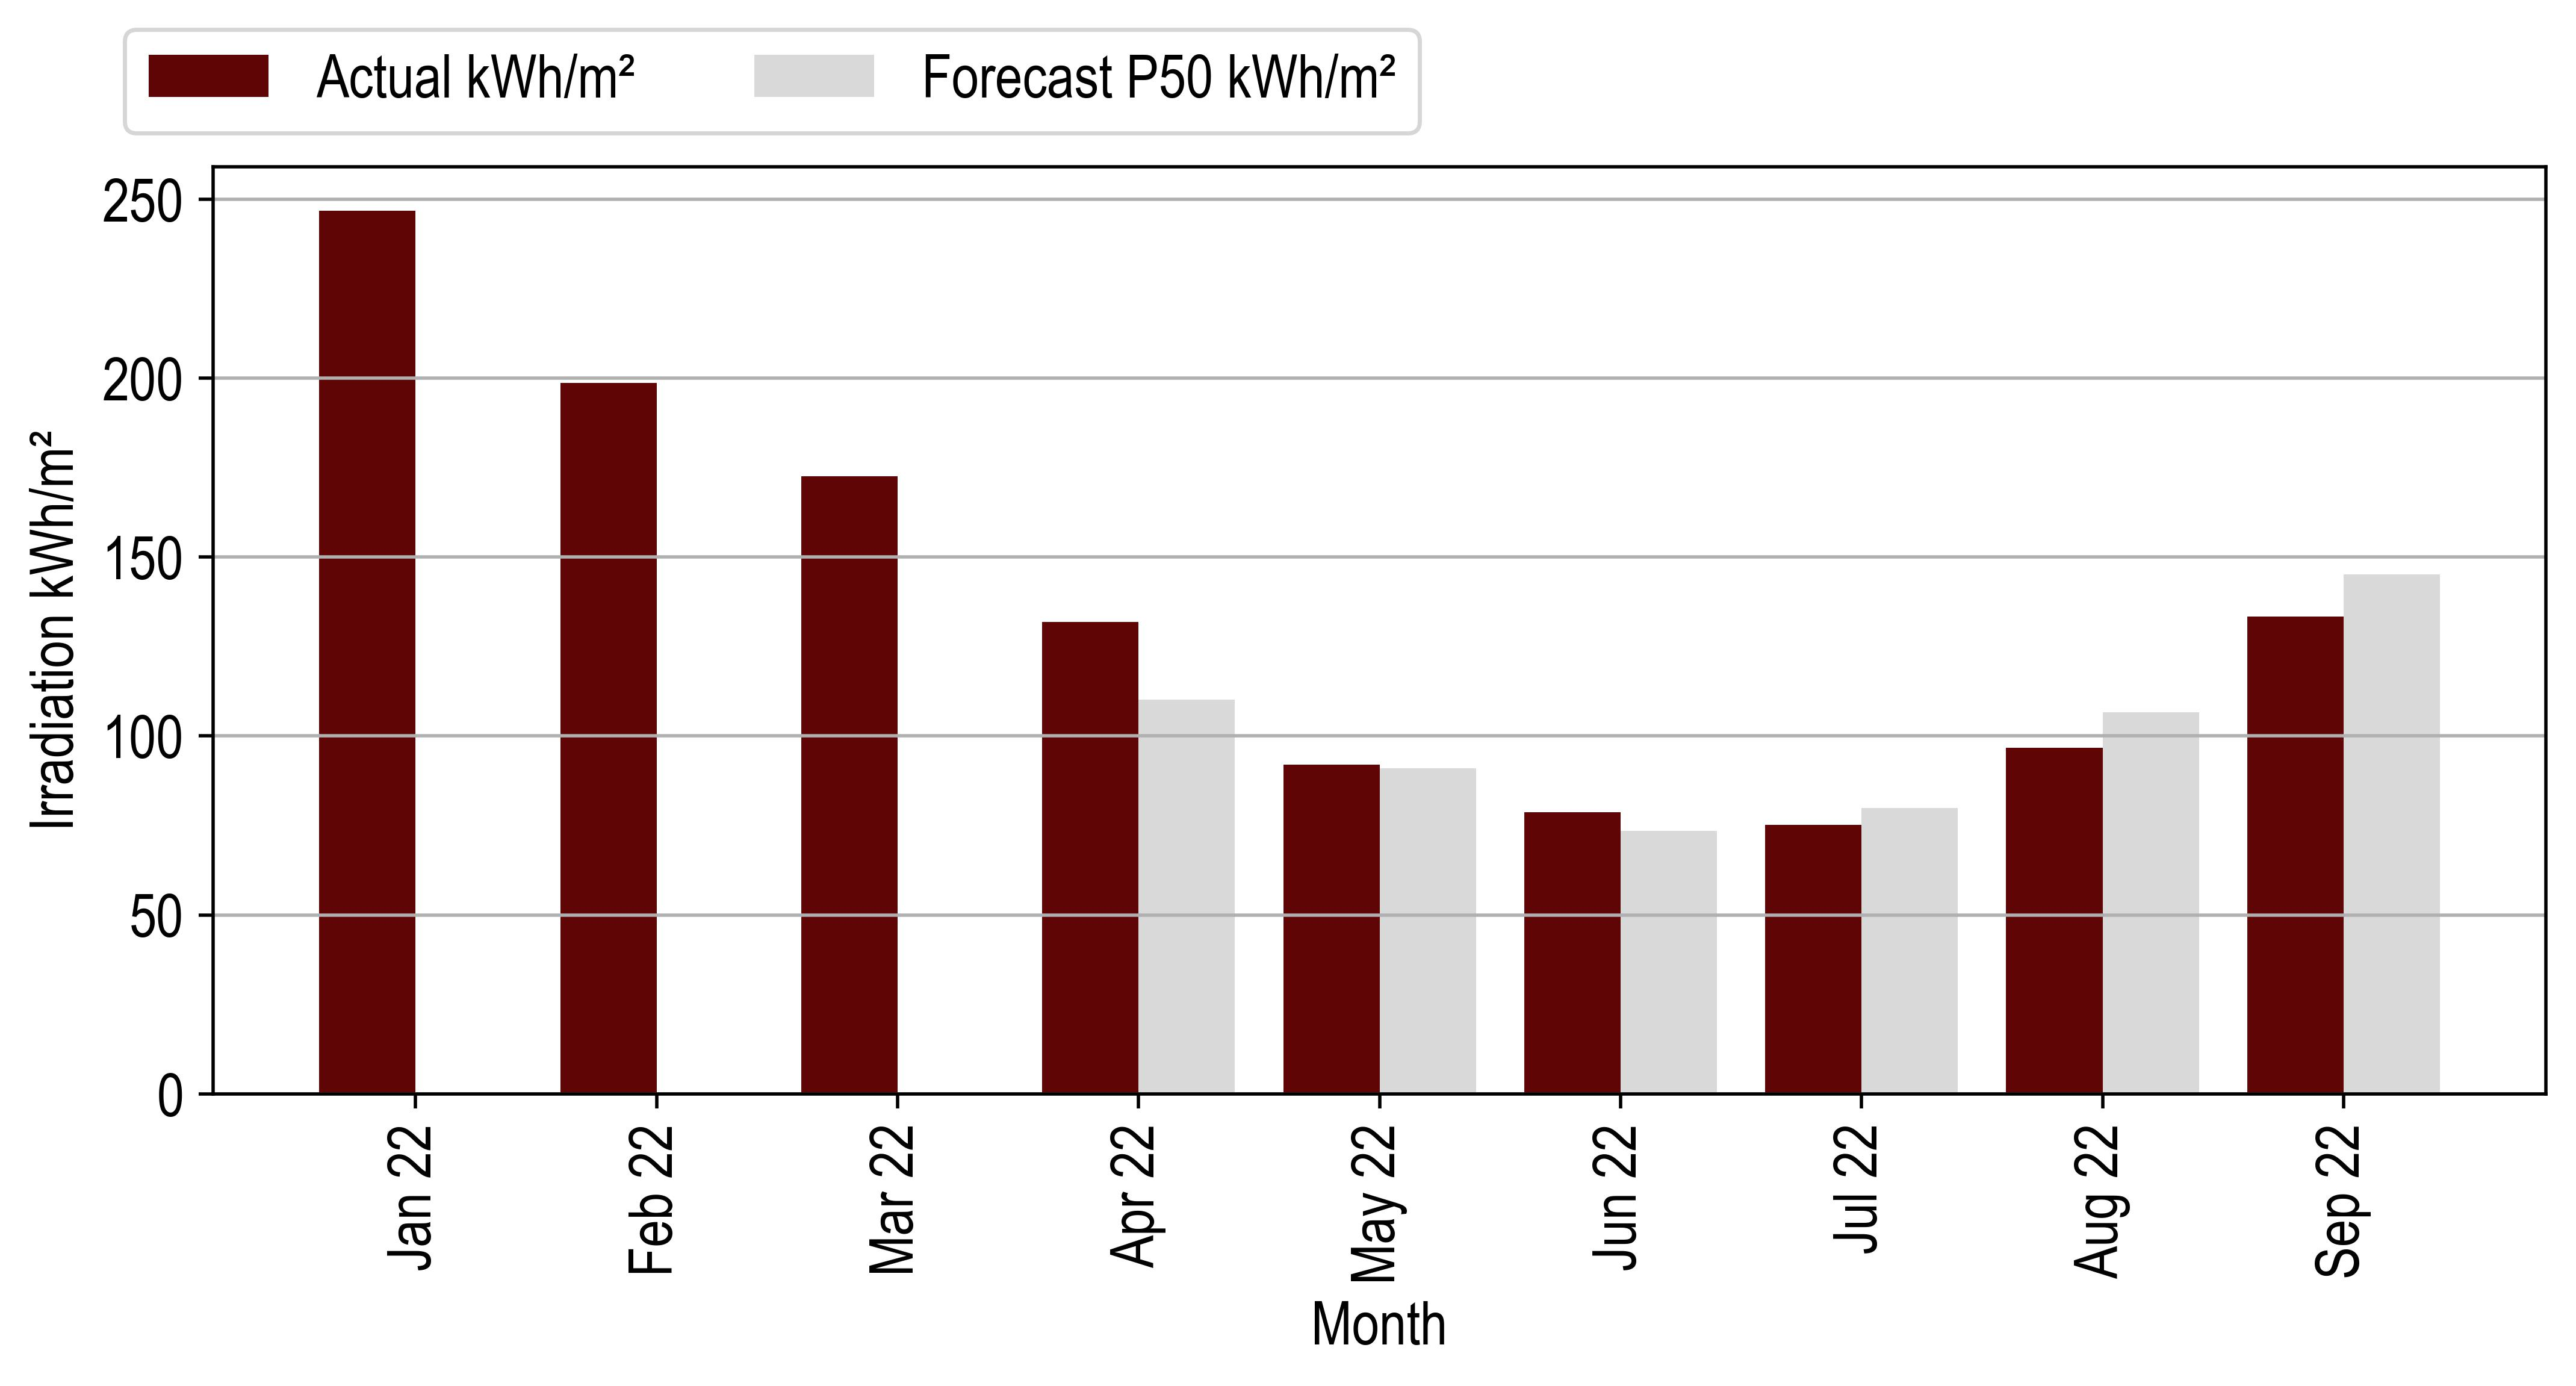 Actual kWh/m² Forecast P50 kWh/m²
Irradiation kWh/m²
250
200
150
100
50
0
Jan 22
Feb 22
Mar 22
Apr 22
May 22
Jun 22
Jul 22
Aug 22
Sep 22
Month